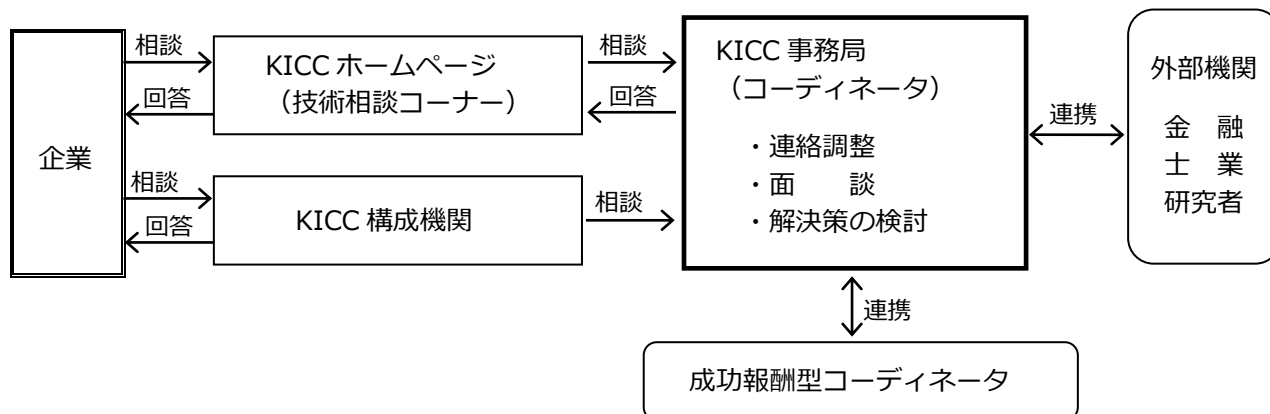 企業
相談
回答
相談
回答
KICC ホームページ
（技術相談コーナー）
KICC 構成機関
相談
回答
相談
KICC 事務局
（コーディネータ）
・連絡調整
・面　　談
・解決策の検討
連携
外部機関
金　融
士　業
研究者
連携
成功報酬型コーディネータ